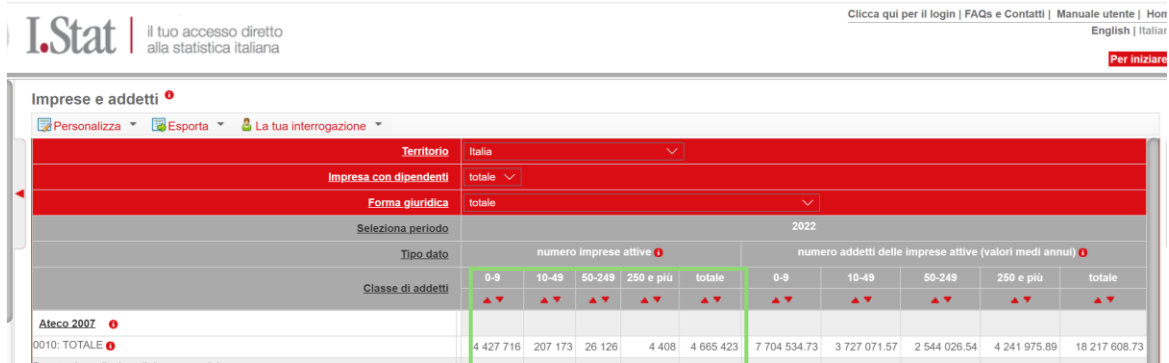 Clicca qui per il login | FAQs e Contatti | Manuale utente |
English |
I.Stat
il tuo accesso diretto
alla statistica italiana
Per iniziare
Imprese e addetti
Personalizza Esporta La tua interrogazione
Territorio Italia
Impresa con dipendenti totale
Forma giuridica totale
Seleziona periodo 2022
Tipo dato numero imprese attive numero addetti delle imprese attive (valori medi annui)
Classe di addetti 0-9 10-49 50-249 250 e più totale 0-9 10-49 50-249 250 e più totale
Ateco 2007
0010: TOTALE 4 427 716 207 173 26 126 4 408 4 665 423 7 704 534.73 3 727 071.57 2 544 026.54 4 241 975.89 18 217 608.73